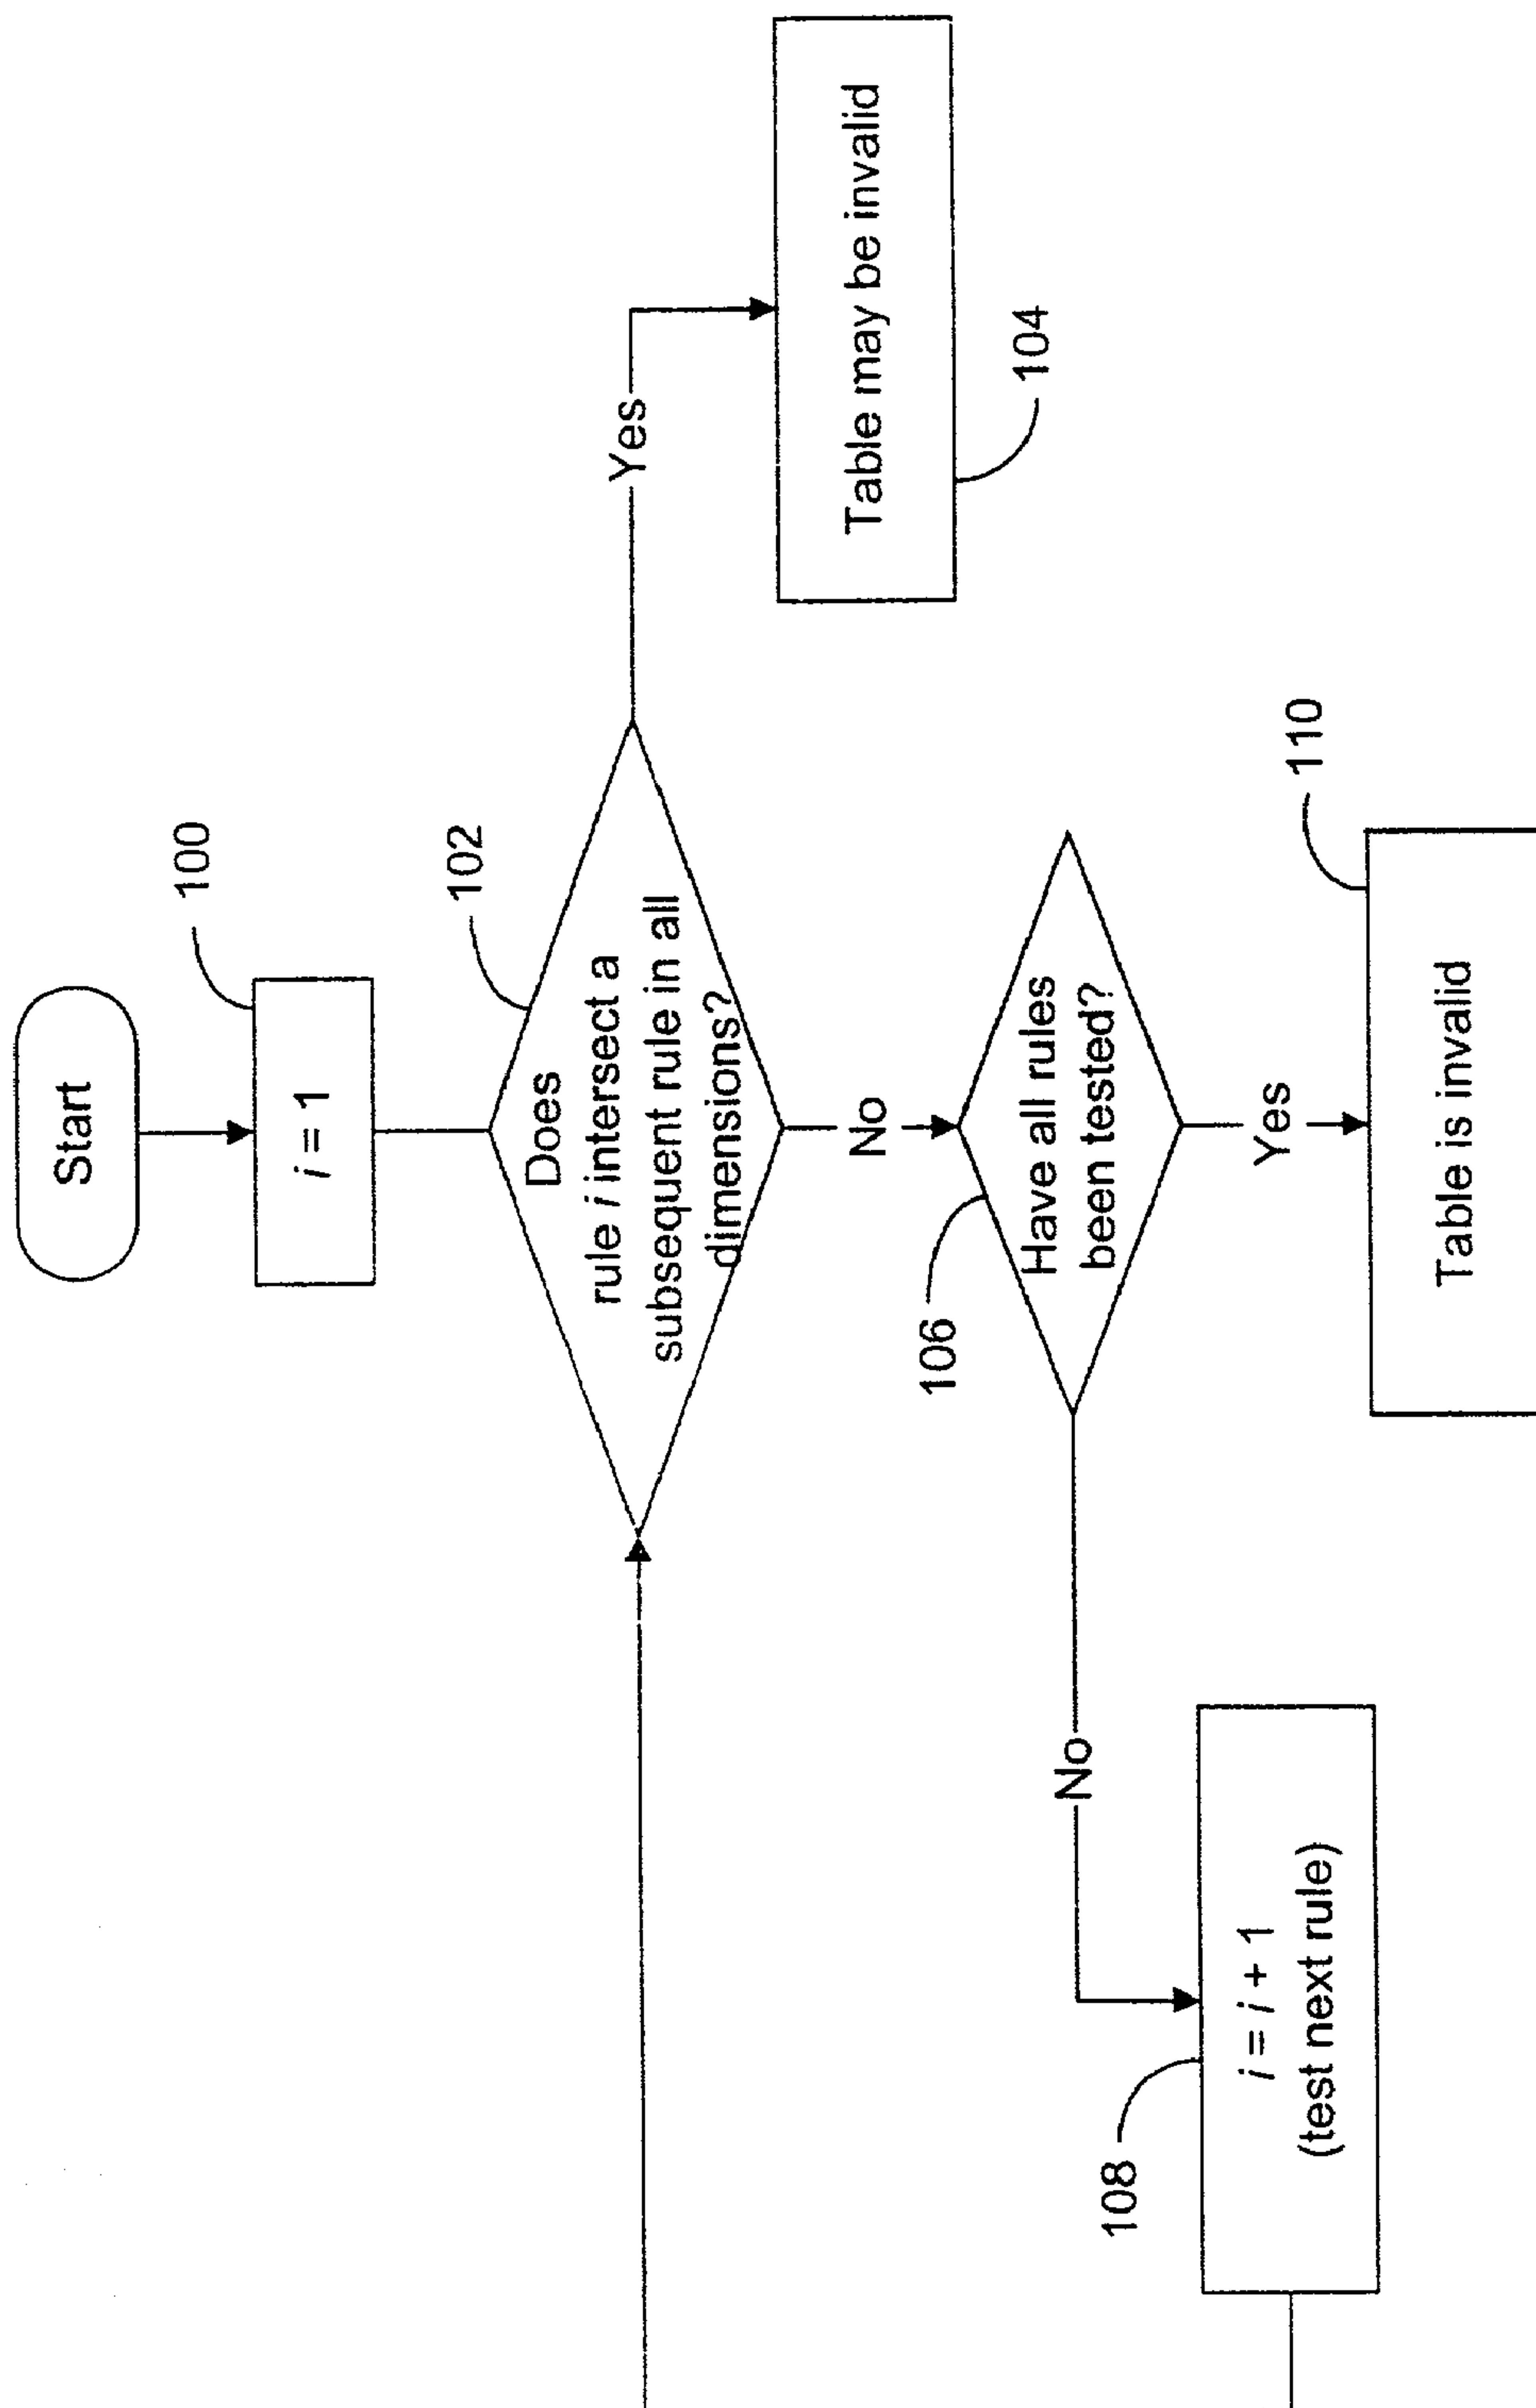 Start
100
i = 1
102
Does
rule i intersect a
subsequent rule in all
dimensions?
Yes
Table may be invalid
104
No
106
Have all rules
been tested?
No
Yes
108
i = i + 1
(test next rule)
110
Table is invalid